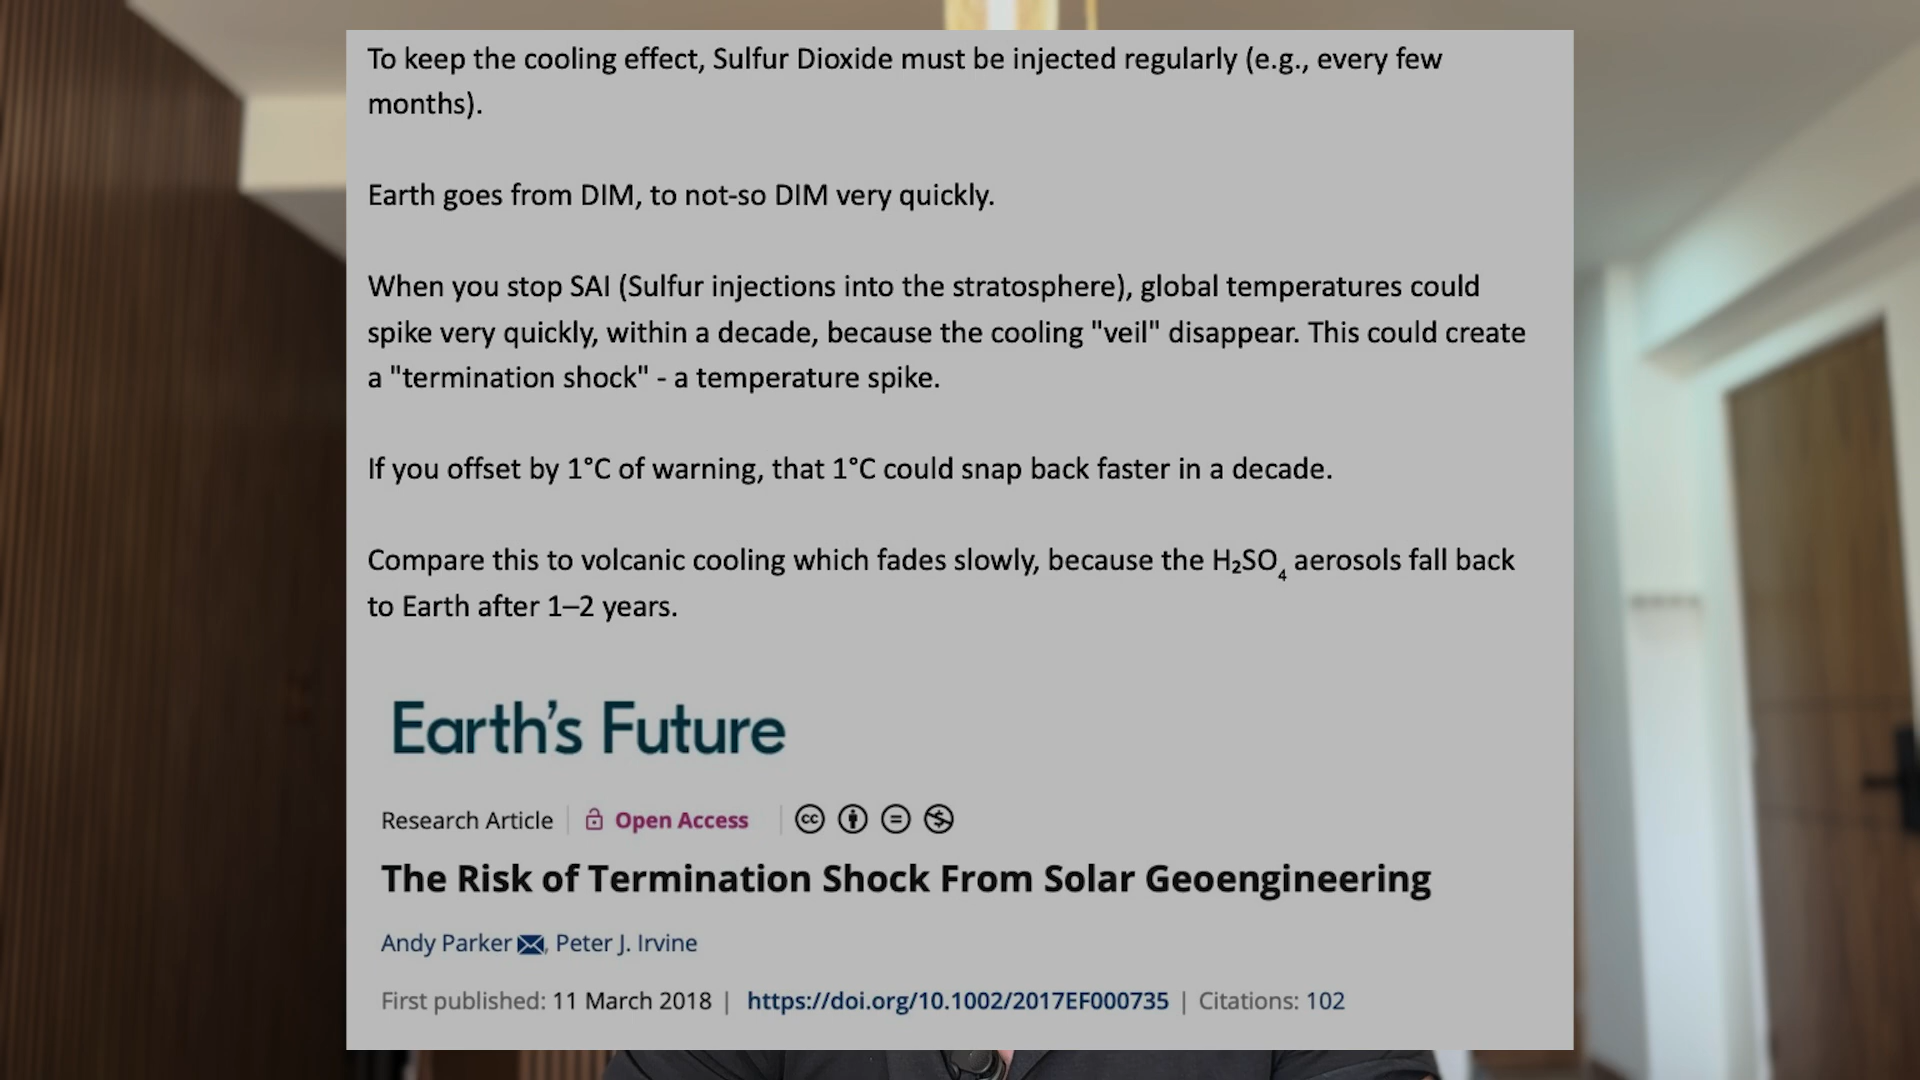 To keep the cooling effect, Sulfur Dioxide must be injected regularly (e.g., every few
months).
Earth goes from DIM, to not-so DIM very quickly.
When you stop SAI (Sulfur injections into the stratosphere), global temperatures could
spike very quickly, within a decade, because the cooling "veil" disappear. This could create
a "termination shock" - a temperature spike.
If you offset by 1°C of warning, that 1°C could snap back faster in a decade.
Compare this to volcanic cooling which fades slowly, because the H₂SO₄ aerosols fall back
to Earth after 1–2 years.
Earth's Future
Research Article | Open Access | cc
The Risk of Termination Shock From Solar Geoengineering
Andy Parker, Peter J. Irvine
First published: 11 March 2018 | https://doi.org/10.1002/2017EF000735 | Citations: 102